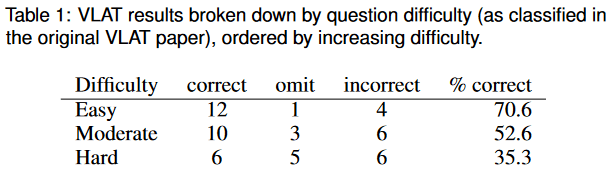 Table 1: VLAT results broken down by question difficulty (as classified in
the original VLAT paper), ordered by increasing difficulty.
Difficulty correct omit incorrect % correct
Easy 12 1 4 70.6
Moderate 10 3 6 52.6
Hard 6 5 6 35.3